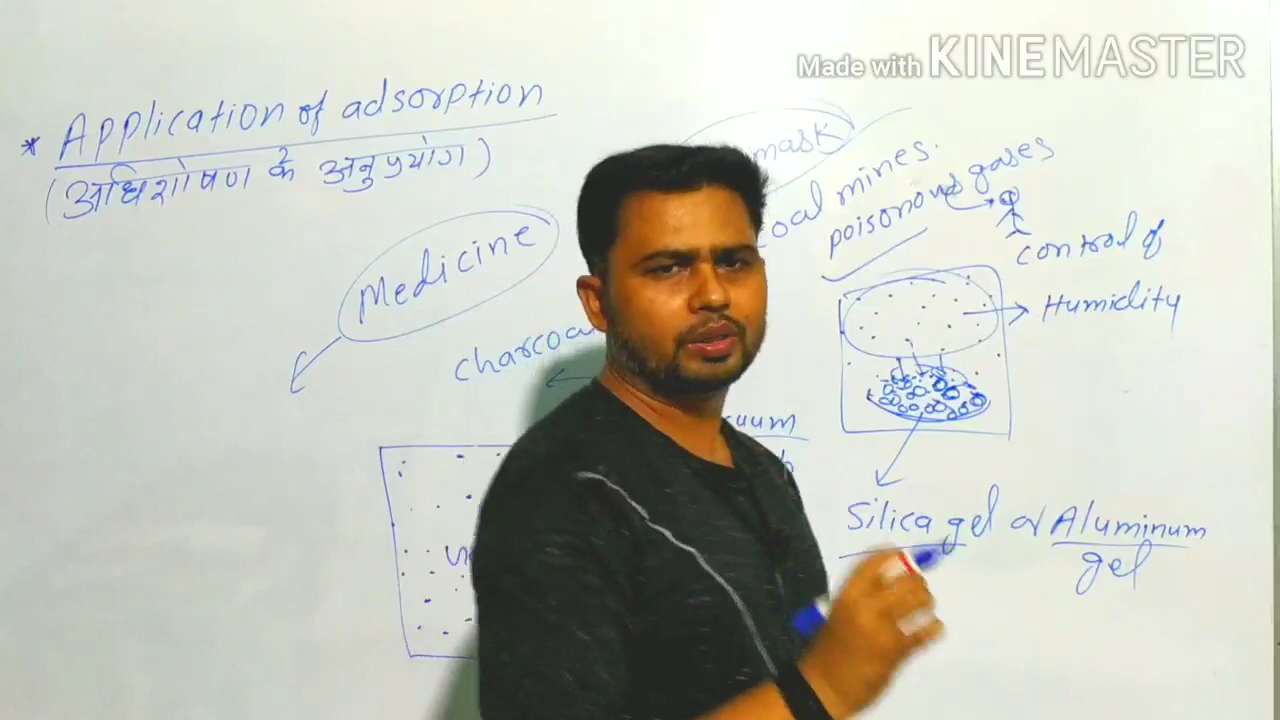 Made with KINEMASTER
* Application of adsorption
(अधिशोषण के अनुप्रयोग)
Medicine
mask
coal mines.
poisonous gases
charcoal
control of
Humidity
Silica gel or Aluminum
gel